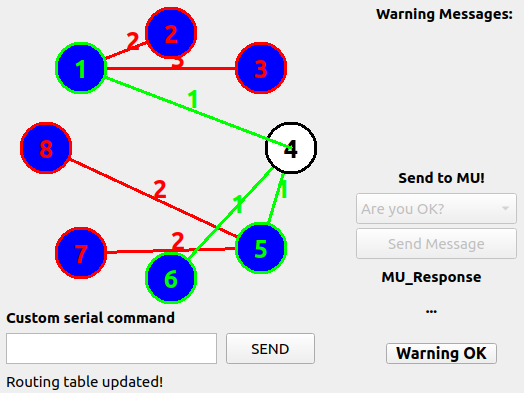 Warning Messages:
2
2
1
3
3
1
8
4
2
1
1
Send to MU!
Are you OK?
Send Message
7
2
5
6
MU_Response
...
Custom serial command
SEND
Warning OK
Routing table updated!